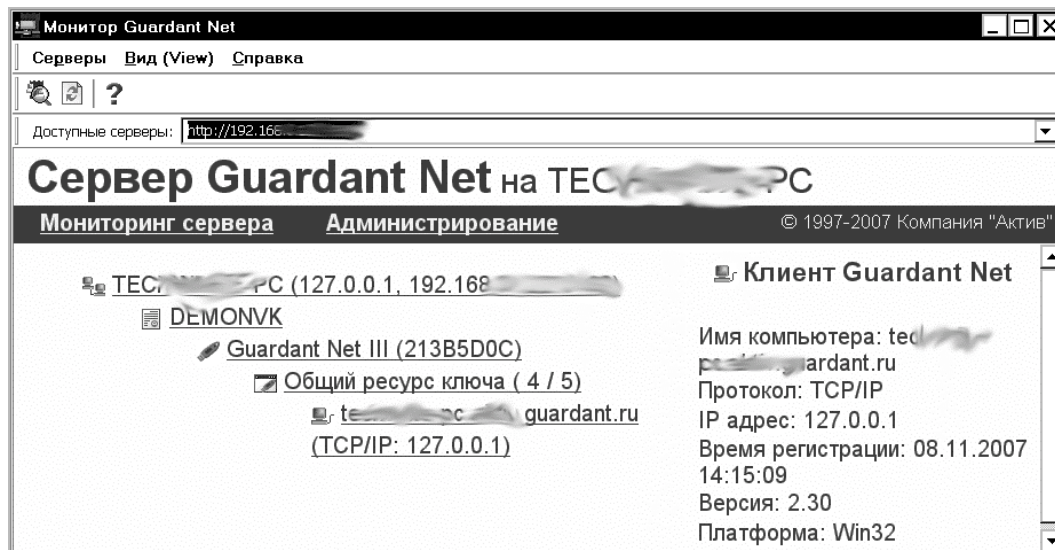 Монитор Guardant Net
Серверы Вид (View) Справка
Доступные серверы: http://192.168.
Сервер Guardant Net на TEC PC
Мониторинг сервера Администрирование © 1997-2007 Компания "Актив"
TEC PC (127.0.0.1, 192.168
DEMONVK
Guardant Net III (213B5D0C)
Общий ресурс ключа ( 4 / 5)
guardant.ru
(TCP/IP: 127.0.0.1)
Клиент Guardant Net
Имя компьютера: tec
ardant.ru
Протокол: TCP/IP
IP адрес: 127.0.0.1
Время регистрации: 08.11.2007
14:15:09
Версия: 2.30
Платформа: Win32